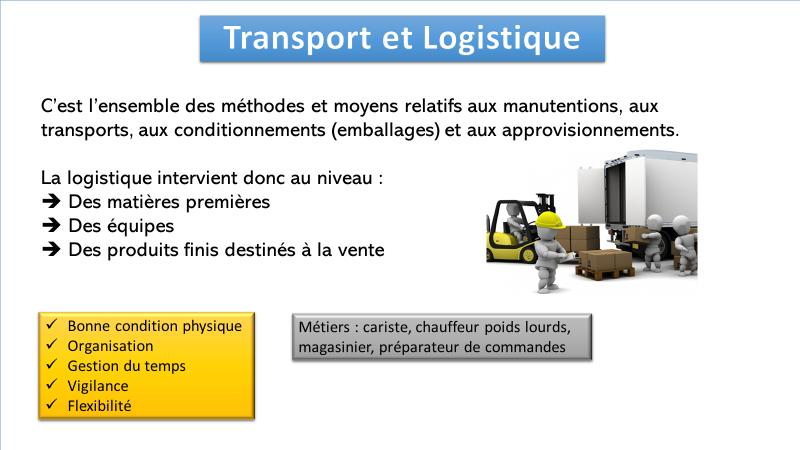 Transport et Logistique
C'est l'ensemble des méthodes et moyens relatifs aux manutentions, aux
transports, aux conditionnements (emballages) et aux approvisionnements.
La logistique intervient donc au niveau :
➔ Des matières premières
➔ Des équipes
➔ Des produits finis destinés à la vente
✓ Bonne condition physique
✓ Organisation
✓ Gestion du temps
✓ Vigilance
✓ Flexibilité
Métiers : cariste, chauffeur poids lourds,
magasinier, préparateur de commandes